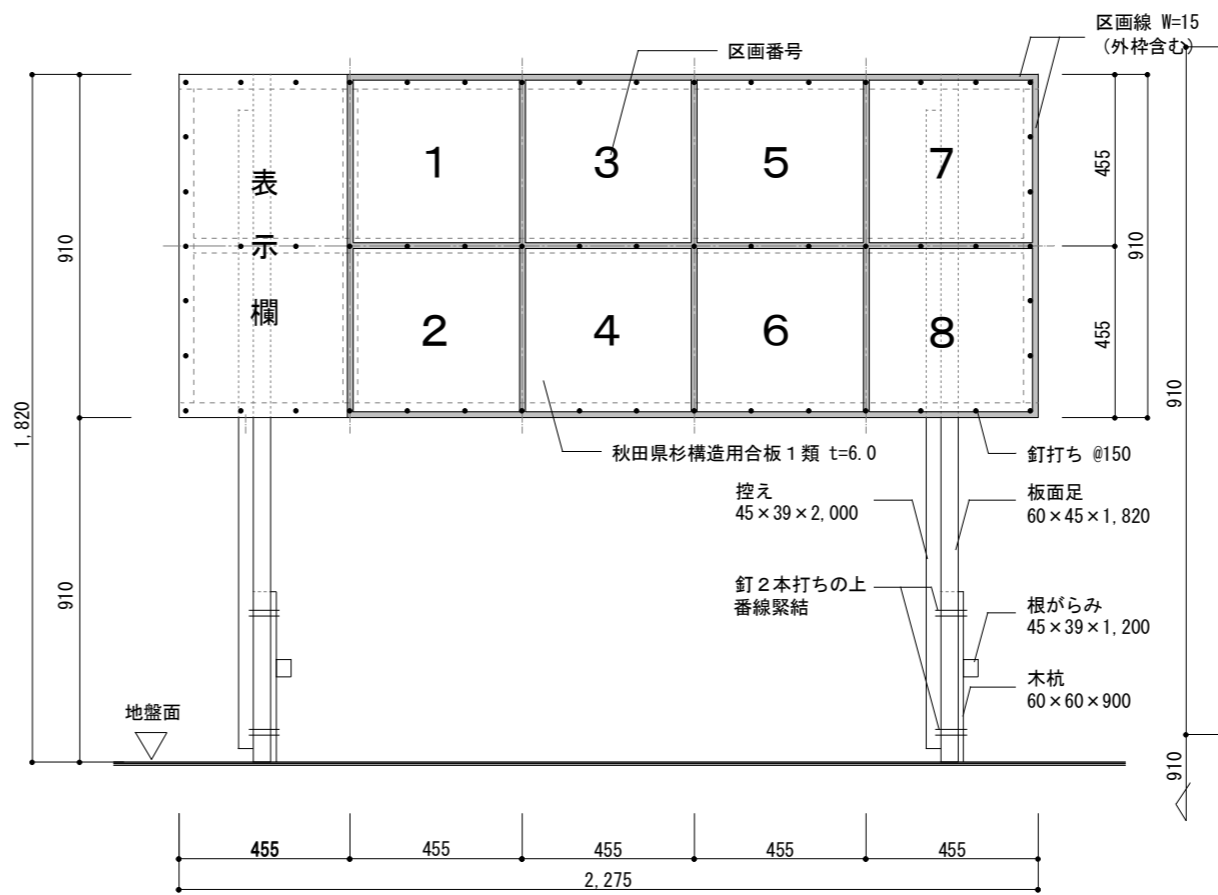 区画線 W=15
(外枠含む)
区画番号
表示欄
1
3
5
7
2
4
6
8
910
1,820
910
455
455
910
910
910
秋田県杉構造用合板1類 t=6.0
釘打ち @150
控え
45×39×2,000
板面足
60×45×1,820
釘2本打ちの上
番線緊結
根がらみ
45×39×1,200
木杭
60×60×900
地盤面
455
455
455
455
455
2,275